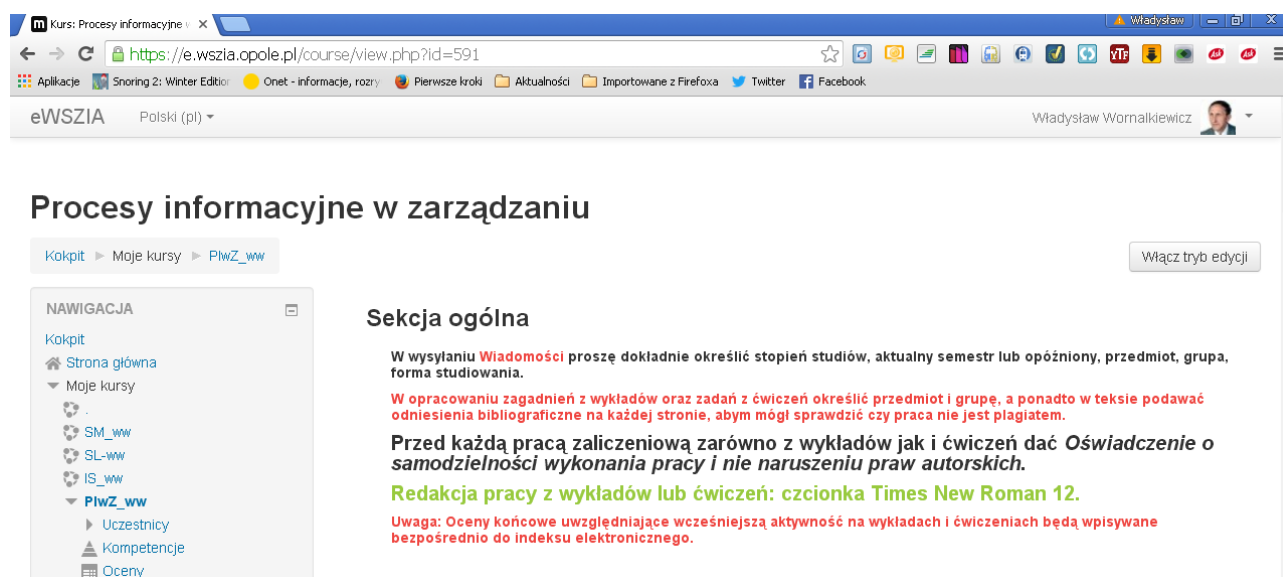 Kurs: Procesy informacyjne w
Władysław
https://e.wszia.opole.pl/course/view.php?id=591
Aplikacje Snoring 2: Winter Edition Onet - informacje, rozry Pierwsze kroki Aktualności Importowane z Firefoxa Twitter Facebook
eWSZIA Polski (pl) Władysław Wornalkiewicz
Procesy informacyjne w zarządzaniu
Kokpit Moje kursy PIwZ_ww Włącz tryb edycji
NAWIGACJA
Kokpit
Strona główna
Moje kursy
.
SM_ww
SL-ww
IS_ww
PIwZ_ww
Uczestnicy
Kompetencje
Oceny
Sekcja ogólna
W wysyłaniu Wiadomości proszę dokładnie określić stopień studiów, aktualny semestr lub opóźniony, przedmiot, grupa,
forma studiowania.
W opracowaniu zagadnień z wykładów oraz zadań z ćwiczeń określić przedmiot i grupę, a ponadto w teksie podawać
odniesienia bibliograficzne na każdej stronie, abym mógł sprawdzić czy praca nie jest plagiatem.
Przed każdą pracą zaliczeniową zarówno z wykładów jak i ćwiczeń dać Oświadczenie o
samodzielności wykonania pracy i nie naruszeniu praw autorskich.
Redakcja pracy z wykładów lub ćwiczeń: czcionka Times New Roman 12.
Uwaga: Oceny końcowe uwzględniające wcześniejszą aktywność na wykładach i ćwiczeniach będą wpisywane
bezpośrednio do indeksu elektronicznego.